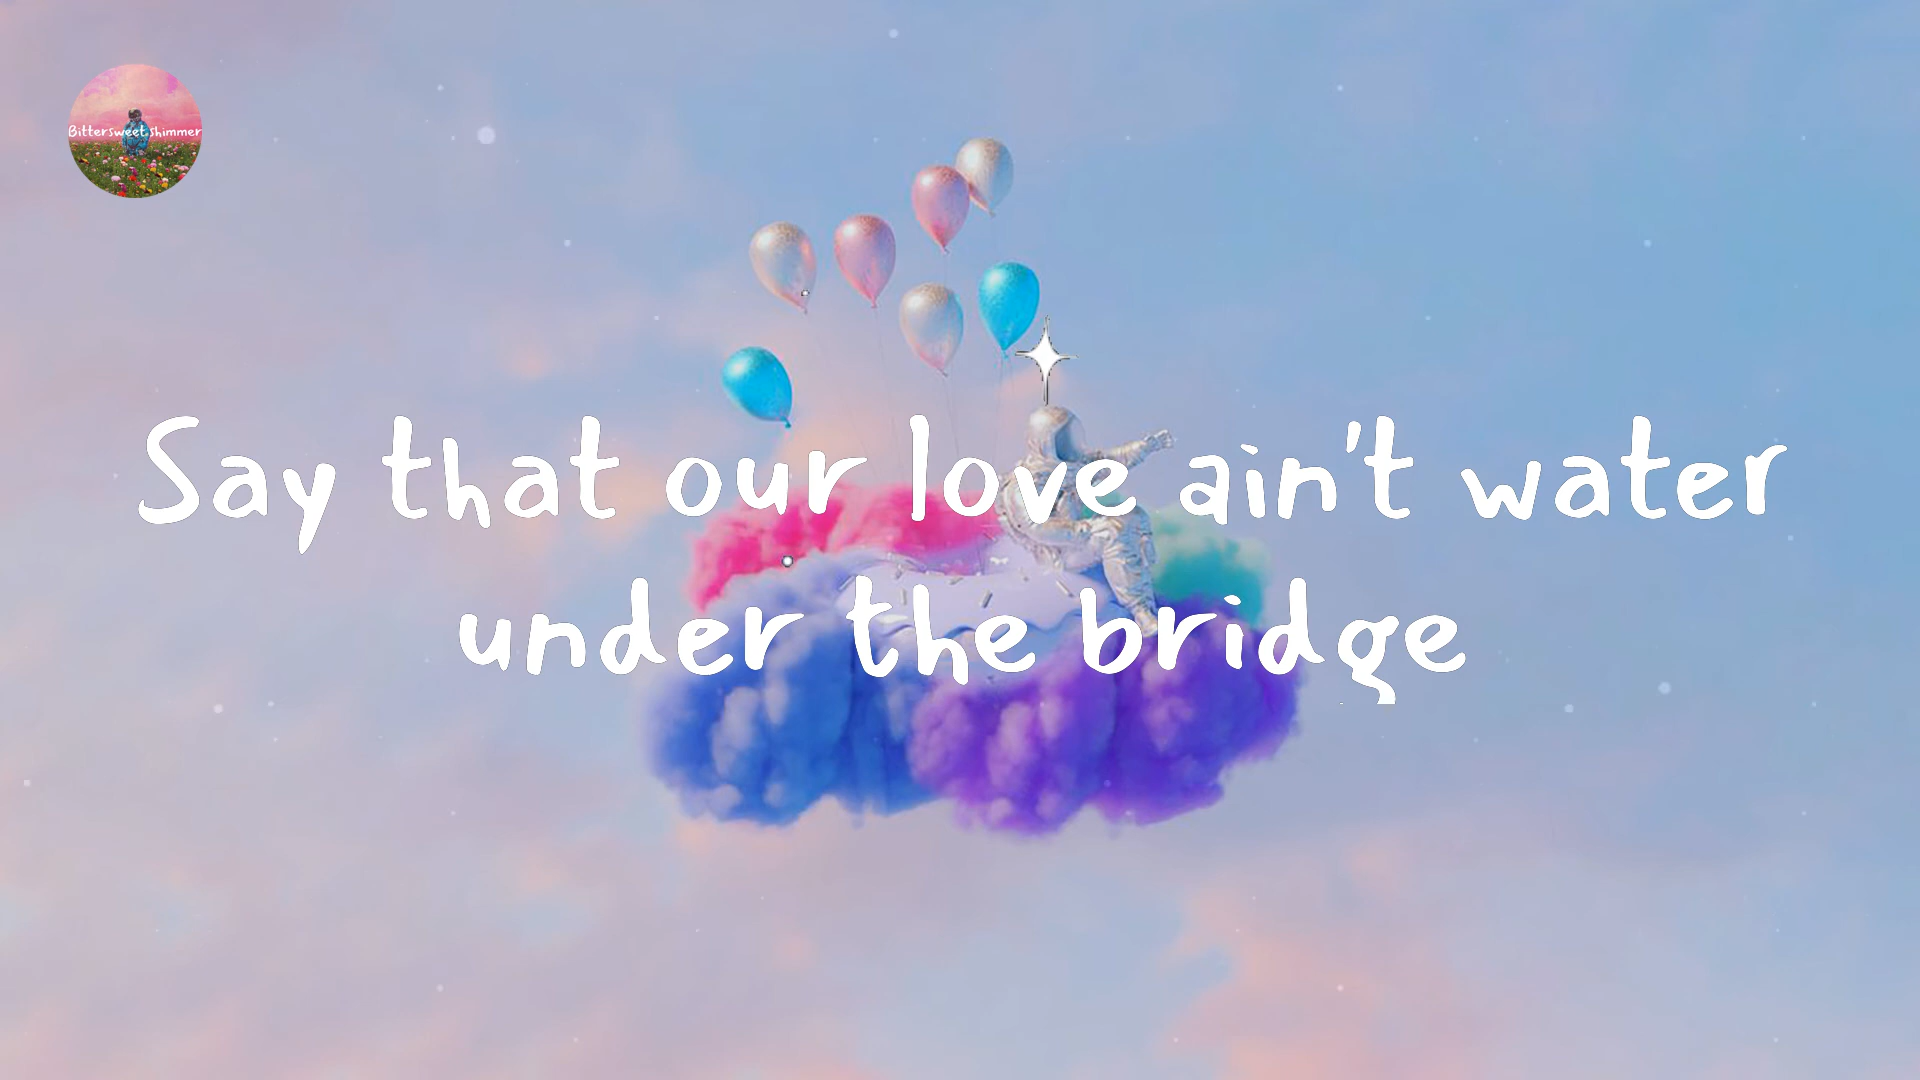 Bittersweet shimmer
Say that our love ain't water
under the bridge